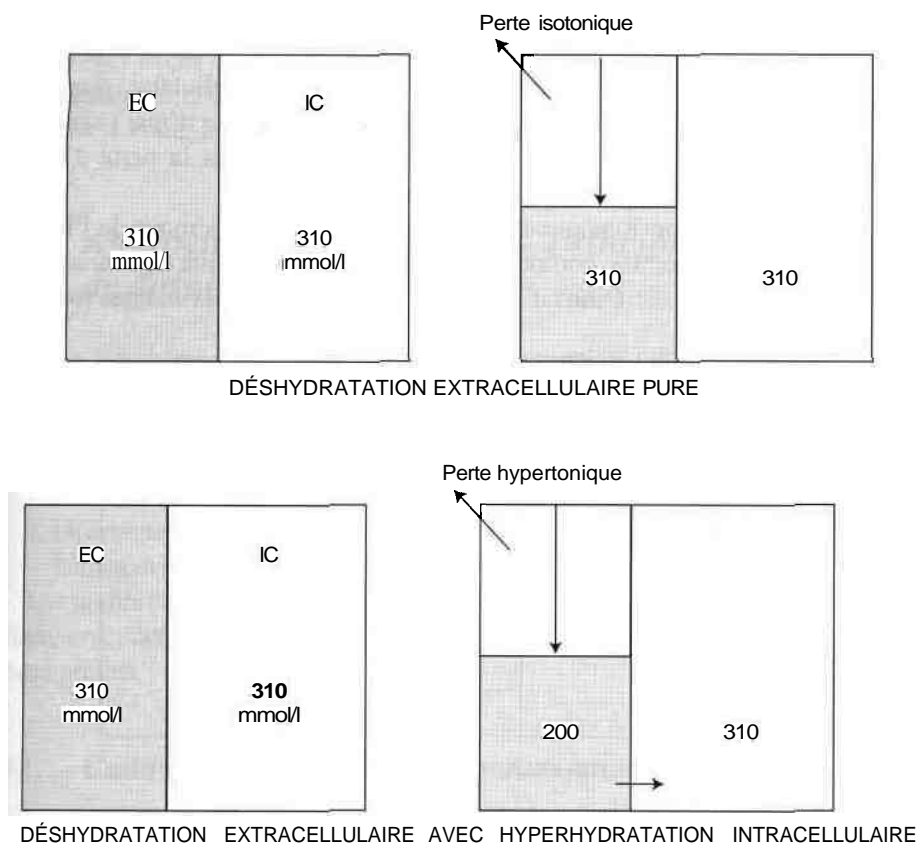 Perte isotonique
EC IC
310 310
mmol/l mmol/l
310 310
DÉSHYDRATATION EXTRACELLULAIRE PURE
Perte hypertonique
EC IC
310 310
mmol/l mmol/l
200 310
DÉSHYDRATATION EXTRACELLULAIRE AVEC HYPERHYDRATATION INTRACELLULAIRE